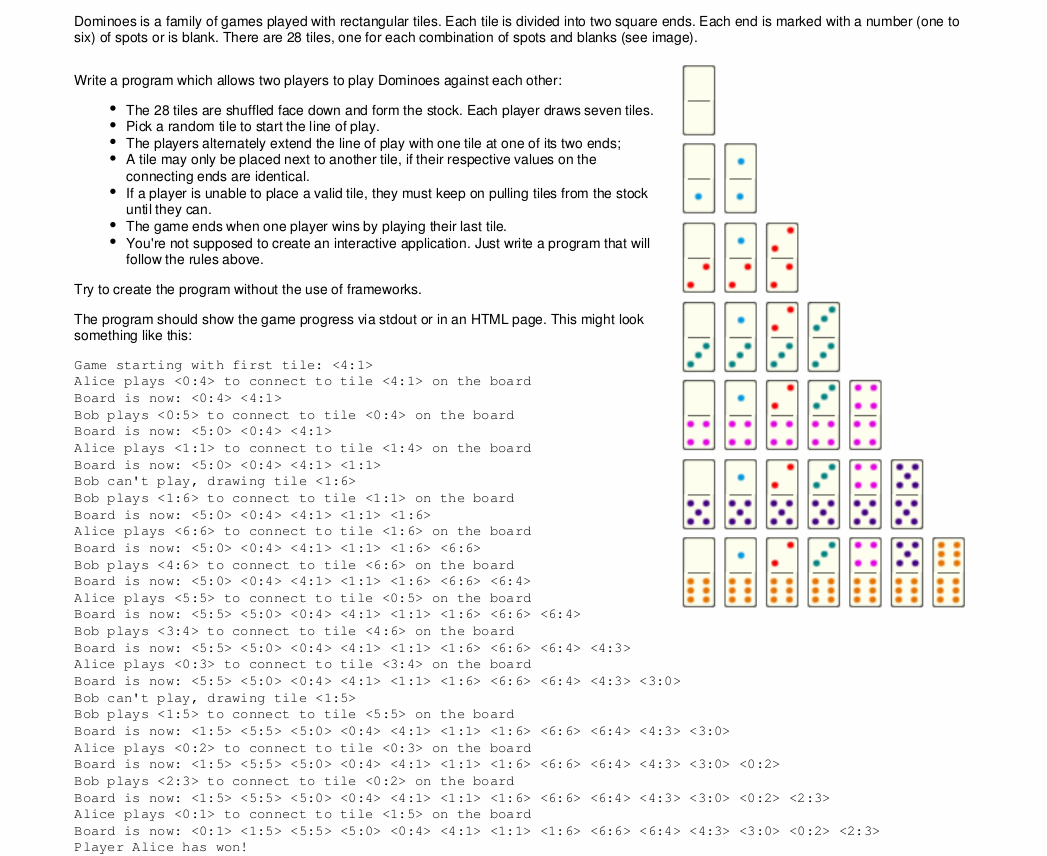 Dominoes is a family of games played with rectangular tiles. Each tile is divided into two square ends. Each end is marked with a number (one to
six) of spots or is blank. There are 28 tiles, one for each combination of spots and blanks (see image).
Write a program which allows two players to play Dominoes against each other:
• The 28 tiles are shuffled face down and form the stock. Each player draws seven tiles.
• Pick a random tile to start the line of play.
• The players alternately extend the line of play with one tile at one of its two ends;
• A tile may only be placed next to another tile, if their respective values on the
connecting ends are identical.
• If a player is unable to place a valid tile, they must keep on pulling tiles from the stock
until they can.
• The game ends when one player wins by playing their last tile.
• You're not supposed to create an interactive application. Just write a program that will
follow the rules above.
Try to create the program without the use of frameworks.
The program should show the game progress via stdout or in an HTML page. This might look
something like this:
Game starting with first tile: <4:1>
Alice plays <0:4> to connect to tile <4:1> on the board
Board is now: <0:4> <4:1>
Bob plays <0:5> to connect to tile <0:4> on the board
Board is now: <5:0> <0:4> <4:1>
Alice plays <1:1> to connect to tile <1:4> on the board
Board is now: <5:0> <0:4> <4:1> <1:1>
Bob can't play, drawing tile <1:6>
Bob plays <1:6> to connect to tile <1:1> on the board
Board is now: <5:0> <0:4> <4:1> <1:1> <1:6>
Alice plays <6:6> to connect to tile <1:6> on the board
Board is now: <5:0> <0:4> <4:1> <1:1> <1:6> <6:6>
Bob plays <4:6> to connect to tile <6:6> on the board
Board is now: <5:0> <0:4> <4:1> <1:1> <1:6> <6:6> <6:4>
Alice plays <5:5> to connect to tile <0:5> on the board
Board is now: <5:5> <5:0> <0:4> <4:1> <1:1> <1:6> <6:6> <6:4>
Bob plays <3:4> to connect to tile <4:6> on the board
Board is now: <5:5> <5:0> <0:4> <4:1> <1:1> <1:6> <6:6> <6:4> <4:3>
Alice plays <0:3> to connect to tile <3:4> on the board
Board is now: <5:5> <5:0> <0:4> <4:1> <1:1> <1:6> <6:6> <6:4> <4:3> <3:0>
Bob can't play, drawing tile <1:5>
Bob plays <1:5> to connect to tile <5:5> on the board
Board is now: <1:5> <5:5> <5:0> <0:4> <4:1> <1:1> <1:6> <6:6> <6:4> <4:3> <3:0>
Alice plays <0:2> to connect to tile <0:3> on the board
Board is now: <1:5> <5:5> <5:0> <0:4> <4:1> <1:1> <1:6> <6:6> <6:4> <4:3> <3:0> <0:2>
Bob plays <2:3> to connect to tile <0:2> on the board
Board is now: <1:5> <5:5> <5:0> <0:4> <4:1> <1:1> <1:6> <6:6> <6:4> <4:3> <3:0> <0:2> <2:3>
Alice plays <0:1> to connect to tile <1:5> on the board
Board is now: <0:1> <1:5> <5:5> <5:0> <0:4> <4:1> <1:1> <1:6> <6:6> <6:4> <4:3> <3:0> <0:2> <2:3>
Player Alice has won!